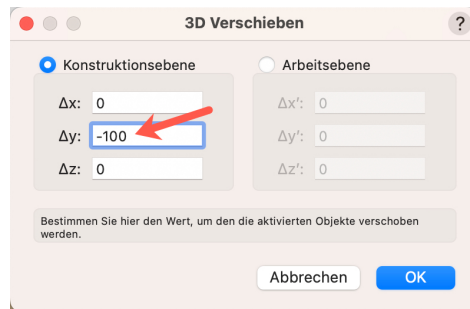 3D Verschieben
?
Konstruktionsebene
Arbeitsebene
Δx: 0
Δx': 0
Δy: -100
Δy': 0
Δz: 0
Δz': 0
Bestimmen Sie hier den Wert, um den die aktivierten Objekte verschoben
werden.
Abbrechen
OK